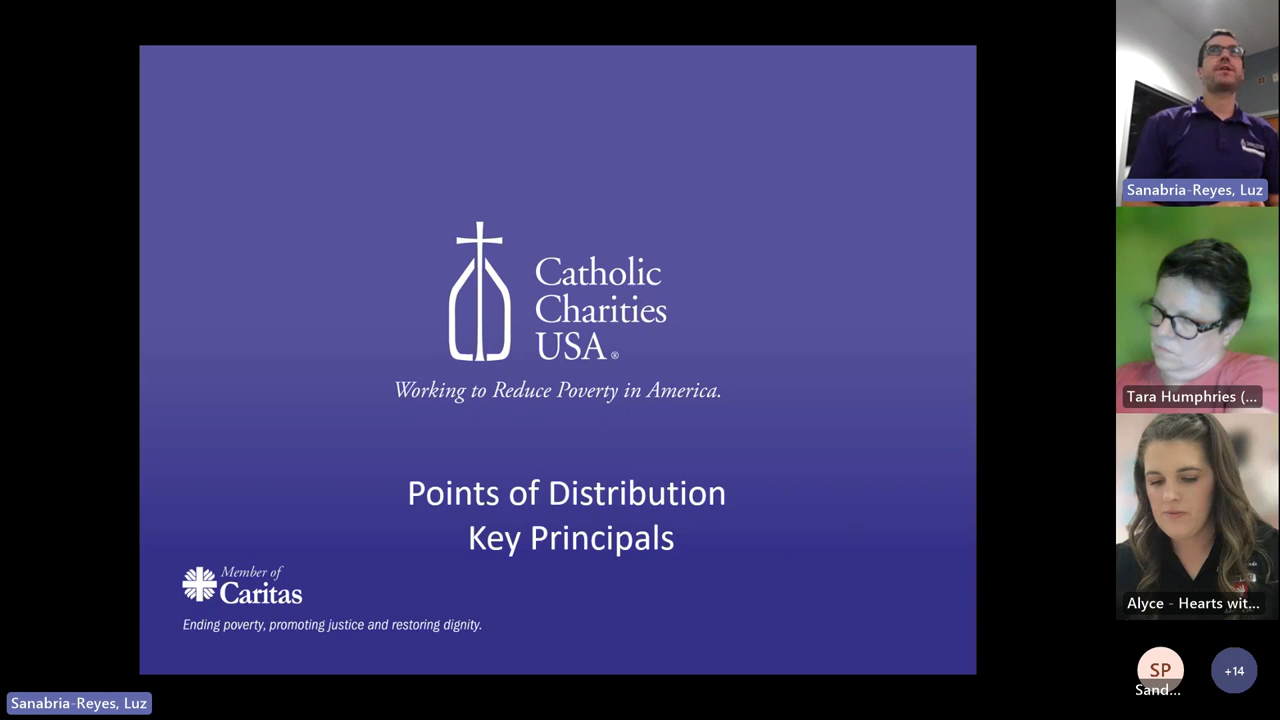 Catholic
Charities
USA®
Working to Reduce Poverty in America.
Points of Distribution
Key Principals
Member of
Caritas
Ending poverty, promoting justice and restoring dignity.
Sanabria-Reyes, Luz
Tara Humphries (...
Alyce - Hearts wit...
SP
Sand...
+14
Sanabria-Reyes, Luz